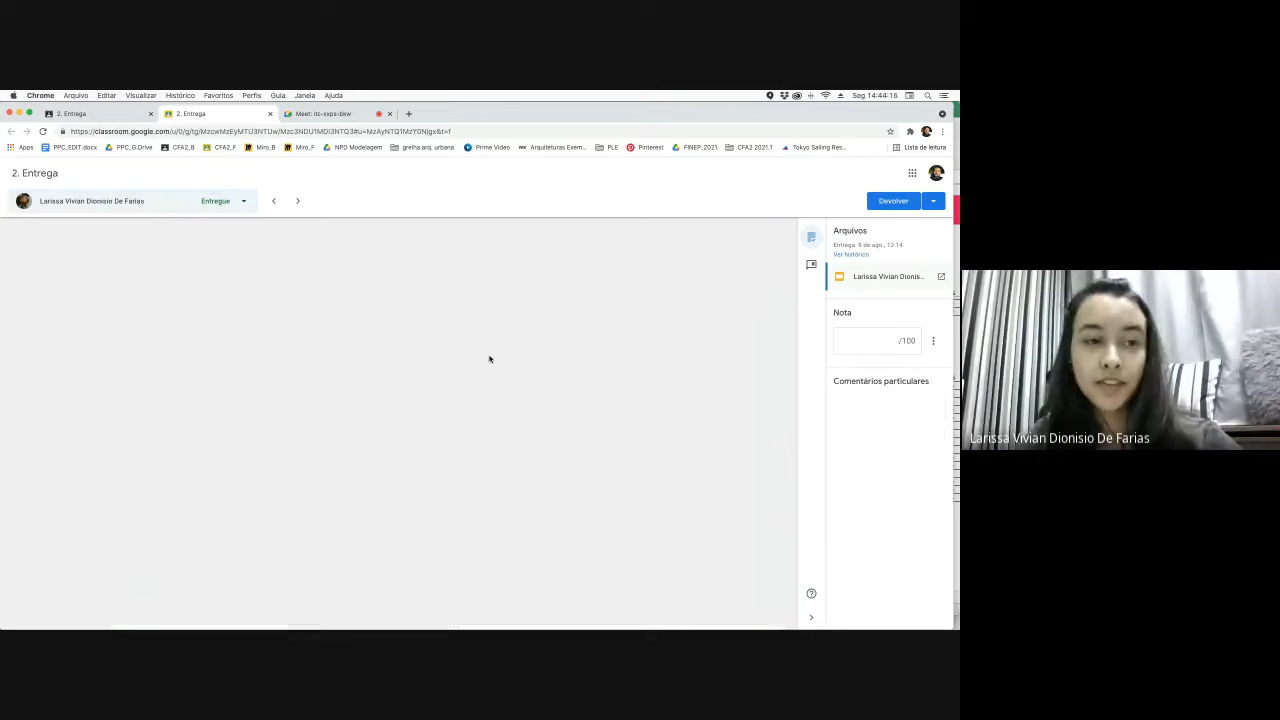 Chrome Arquivo Editar Visualizar Histórico Favoritos Perfis Guia Janela Ajuda Seg 14:44:16
2. Entrega 2. Entrega Meet: itc-sxps-bkw
Apps PPC_EDIT.docx PPC_G.Drive CFA2_B CFA2_F Miro_B Miro_F NPD Modelagem grelha arq. urbana Prime Video Arquiteturas Exem... PLE Pinterest FINEP_2021 CFA2 2021.1 Tokyo Sailing Res... Lista de leitura
2. Entrega
Larissa Vivian Dionisio De Farias Entregue Devolver
Arquivos
Entrega: 9 de ago., 12:14
Ver histórico
Larissa Vivian Dionis...
Nota
/100
Comentários particulares
Larissa Vivian Dionisio De Farias